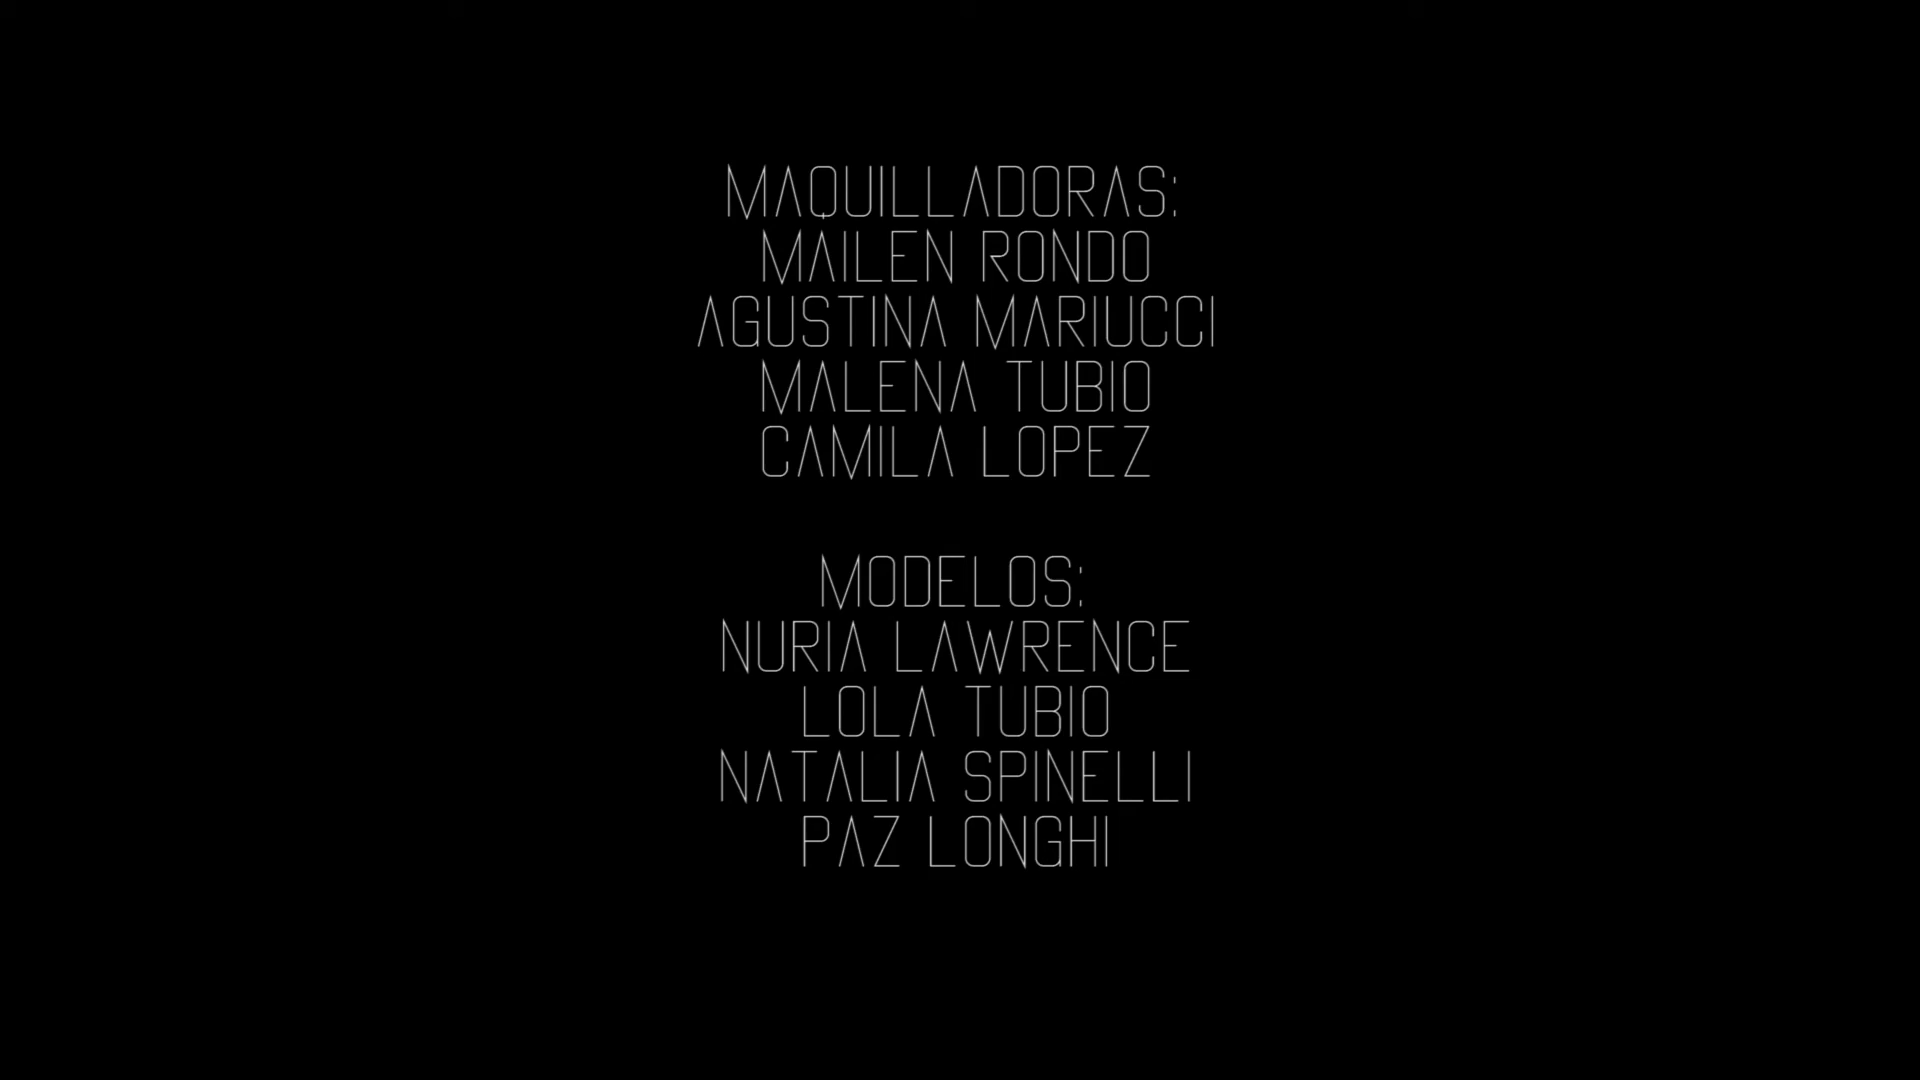 MAQUILLADORAS:
MAILEN RONDO
AGUSTINA MARIUCCI
MALENA TUBIO
CAMILA LOPEZ
MODELOS:
NURIA LAWRENCE
LOLA TUBIO
NATALIA SPINELLI
PAZ LONGHI